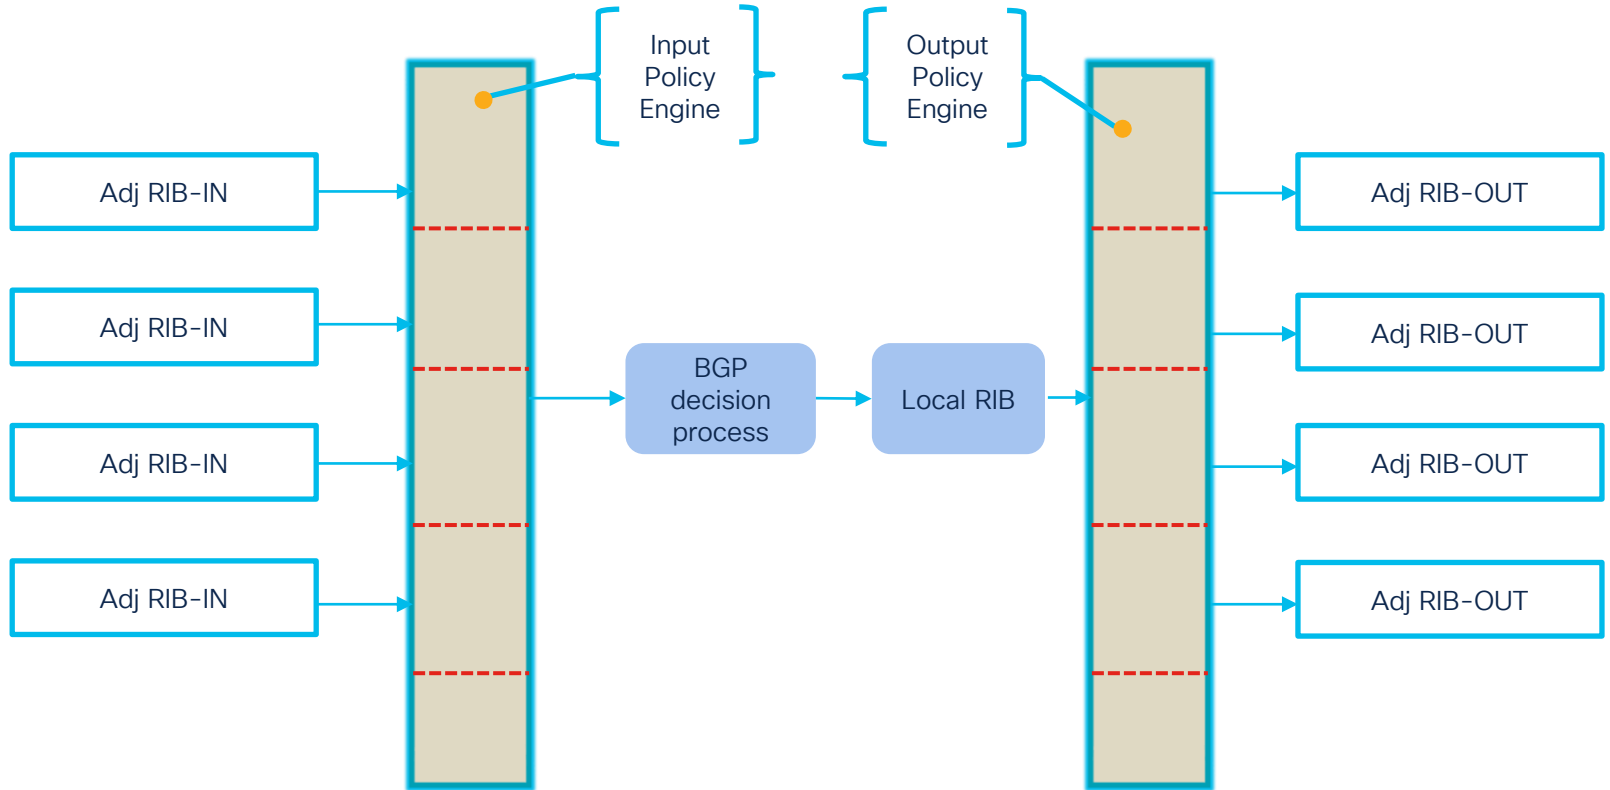 Input
Policy
Engine
Output
Policy
Engine
Adj RIB-IN
Adj RIB-IN
Adj RIB-IN
Adj RIB-IN
BGP
decision
process
Local RIB
Adj RIB-OUT
Adj RIB-OUT
Adj RIB-OUT
Adj RIB-OUT